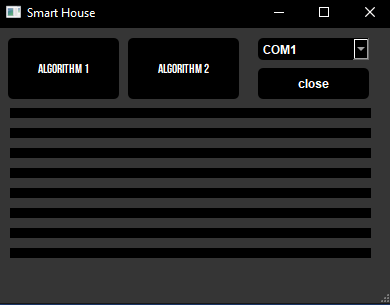 Smart House
ALGORITHM 1
ALGORITHM 2
COM1
close